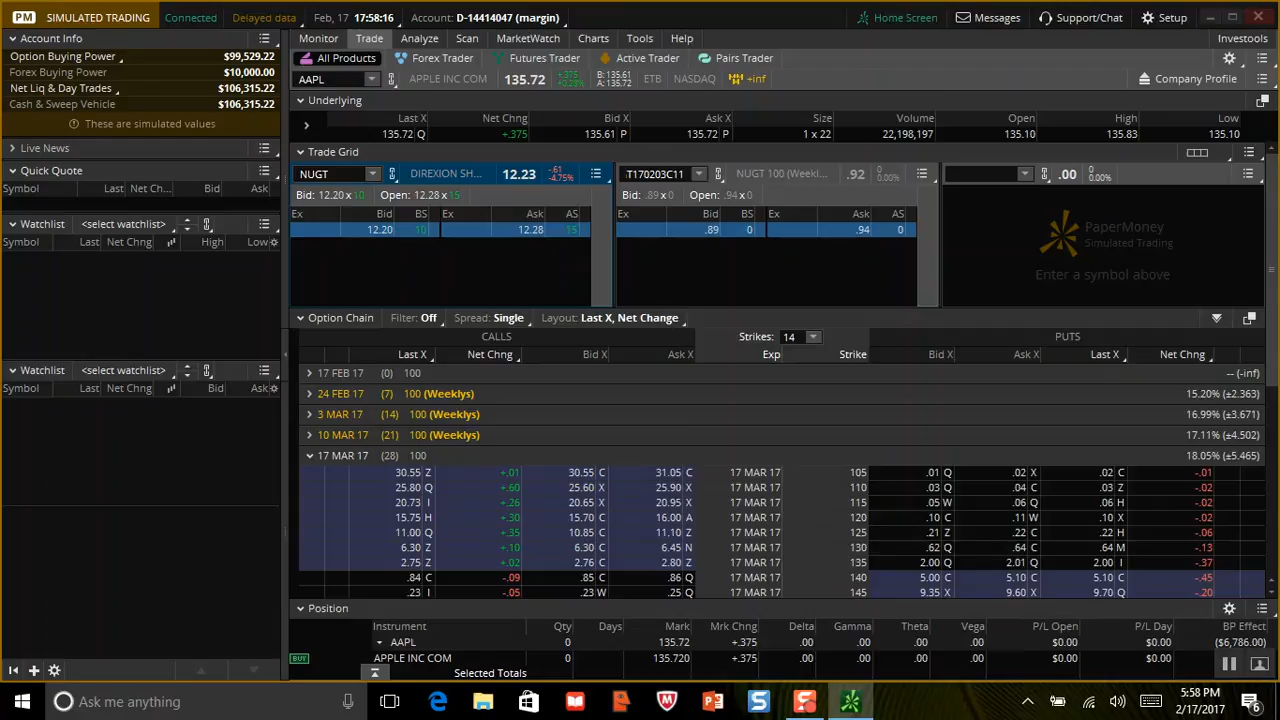 PM SIMULATED TRADING Connected Delayed data Feb, 17 17:58:16 Account: D-14414047 (margin) Home Screen Messages Support/Chat Setup
Account Info
Option Buying Power $99,529.22
Forex Buying Power $10,000.00
Net Liq & Day Trades $106,315.22
Cash & Sweep Vehicle $106,315.22
These are simulated values
Live News
Quick Quote
Symbol Last Net Ch... Bid Ask
Watchlist <select watchlist>
Symbol Last Net Chng High Low
Watchlist <select watchlist>
Symbol Last Net Chng Bid Ask
Monitor Trade Analyze Scan MarketWatch Charts Tools Help Investools
All Products Forex Trader Futures Trader Active Trader Pairs Trader
AAPL APPLE INC COM 135.72 +.375 +0.28% B: 135.61 A: 135.72 ETB NASDAQ +inf Company Profile
Underlying
Last X Net Chng Bid X Ask X Size Volume Open High Low
135.72 Q +.375 135.61 P 135.72 P 1 x 22 22,198,197 135.10 135.83 135.10
Trade Grid
NUGT DIREXION SH... 12.23 -.61 -4.75% .T170203C11 NUGT 100 (Weekl... .92 0 0.00% .00 0 0.00%
Bid: 12.20 x 10 Open: 12.28 x 15 Bid: .89 x 0 Open: .94 x 0
Ex Bid BS Ex Ask AS Ex Bid BS Ex Ask AS
12.20 10 12.28 15 .89 0 .94 0
PaperMoney
Simulated Trading
Enter a symbol above
Option Chain Filter: Off Spread: Single Layout: Last X, Net Change
CALLS Strikes: 14 PUTS
Last X Net Chng Bid X Ask X Exp Strike Bid X Ask X Last X Net Chng
17 FEB 17 (0) 100 -- (-inf)
24 FEB 17 (7) 100 (Weeklys) 15.20% (±2.363)
3 MAR 17 (14) 100 (Weeklys) 16.99% (±3.671)
10 MAR 17 (21) 100 (Weeklys) 17.11% (±4.502)
17 MAR 17 (28) 100 18.05% (±5.465)
30.55 Z +.01 30.55 C 31.05 C 17 MAR 17 105 .01 Q .02 X .02 C -.01
25.80 Q +.60 25.60 X 25.90 X 17 MAR 17 110 .03 Q .04 C .03 Z -.02
20.73 I +.26 20.65 X 20.95 X 17 MAR 17 115 .05 W .06 Q .06 H -.02
15.75 H +.30 15.70 C 16.00 A 17 MAR 17 120 .10 C .11 W .10 X -.02
11.00 Q +.35 10.85 C 11.10 Z 17 MAR 17 125 .21 Z .22 C .22 H -.06
6.30 Z +.10 6.30 C 6.45 N 17 MAR 17 130 .62 Q .64 C .64 M -.13
2.75 Z +.02 2.76 C 2.80 Z 17 MAR 17 135 2.00 Q 2.01 Q 2.00 I -.37
.84 C -.09 .85 C .86 Q 17 MAR 17 140 5.00 C 5.10 C 5.10 C -.45
.23 I -.05 .23 W .25 Q 17 MAR 17 145 9.35 X 9.60 X 9.70 Q -.20
Position
Instrument Qty Days Mark Mrk Chng Delta Gamma Theta Vega P/L Open P/L Day BP Effect
AAPL 0 135.72 +.375 .00 .00 .00 .00 $0.00 $0.00 ($6,786.00)
BUY APPLE INC COM 0 135.720 +.375 .00 .00 .00 .00 $0.00 $0.00
Selected Totals
Ask me anything
5:58 PM
2/17/2017
6